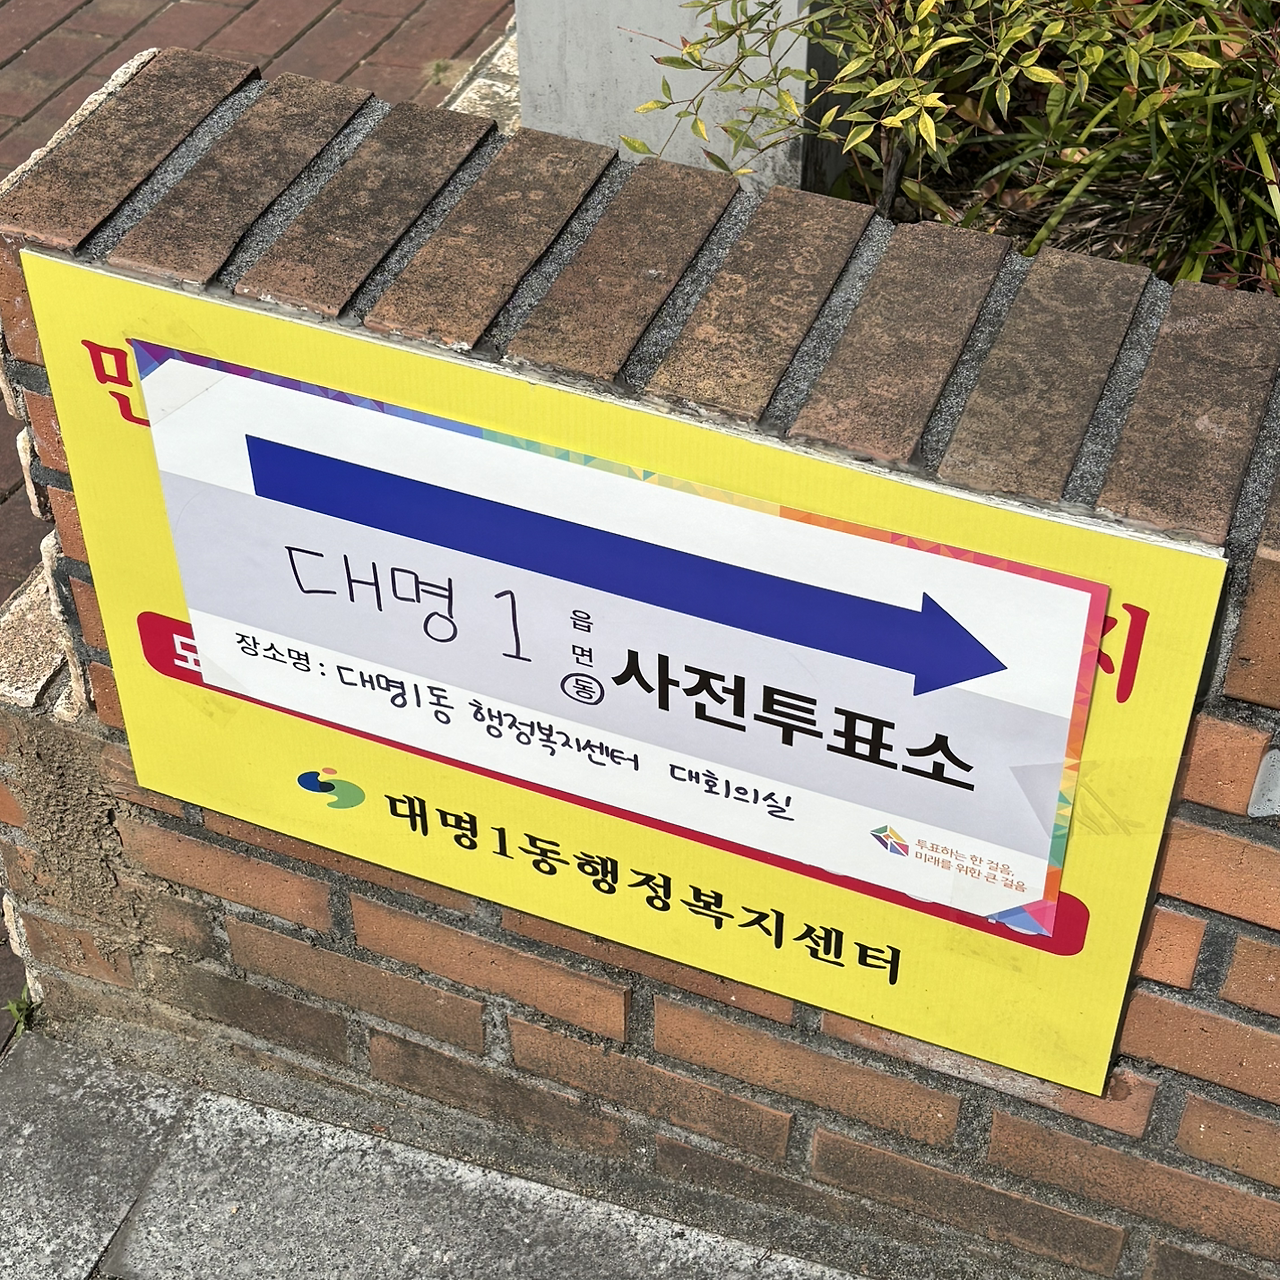 대명 1 읍 면 동 사전투표소
장소명 : 대명1동 행정복지센터 대회의실
투표하는 한 걸음,
미래를 위한 큰 걸음
대명1동행정복지센터